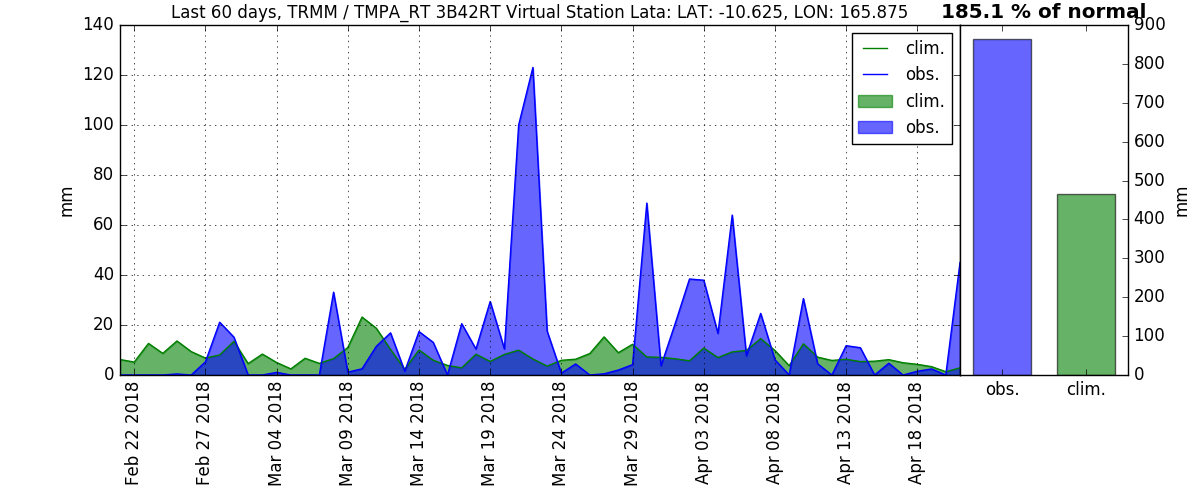 Last 60 days, TRMM / TMPA_RT 3B42RT Virtual Station Lata: LAT: -10.625, LON: 165.875
185.1 % of normal
140
120
100
80
60
40
20
0
mm
clim.
obs.
clim.
obs.
900
800
700
600
500
400
300
200
100
0
mm
obs.
clim.
Feb 22 2018
Feb 27 2018
Mar 04 2018
Mar 09 2018
Mar 14 2018
Mar 19 2018
Mar 24 2018
Mar 29 2018
Apr 03 2018
Apr 08 2018
Apr 13 2018
Apr 18 2018